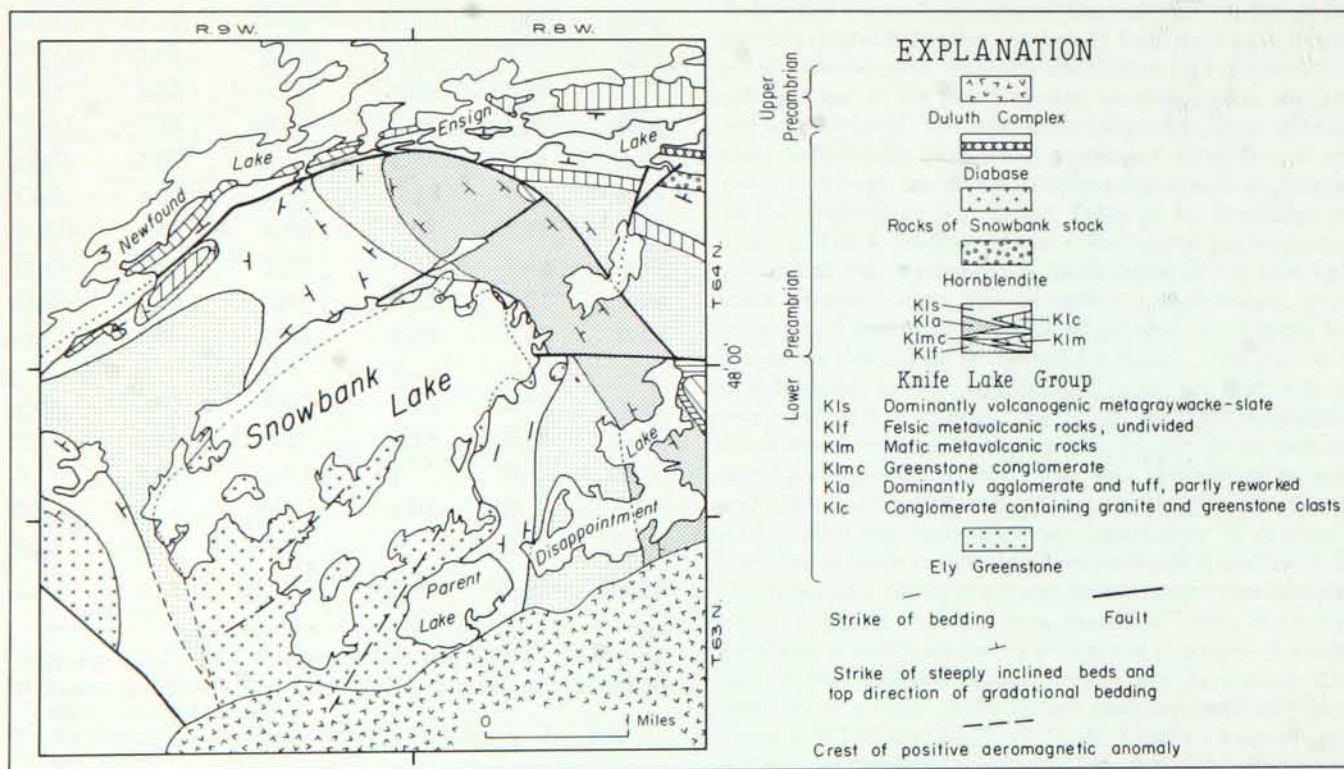 R. 9 W.
R. 8 W.
Ensign
Lake
Lake
Newfound
T 64 N
48°00'
Snowbank
Lake
Lake
Disappointment
Parent
Lake
T 63 N
0 1 Miles
EXPLANATION
Upper
Precambrian
Duluth Complex
Diabase
Rocks of Snowbank stock
Hornblendite
Lower Precambrian
Kls
Kla
Klmc
Klf
Klc
Klm
Knife Lake Group
Kls Dominantly volcanogenic metagraywacke-slate
Klf Felsic metavolcanic rocks, undivided
Klm Mafic metavolcanic rocks
Klmc Greenstone conglomerate
Kla Dominantly agglomerate and tuff, partly reworked
Klc Conglomerate containing granite and greenstone clasts
Ely Greenstone
Strike of bedding Fault
Strike of steeply inclined beds and
top direction of gradational bedding
Crest of positive aeromagnetic anomaly